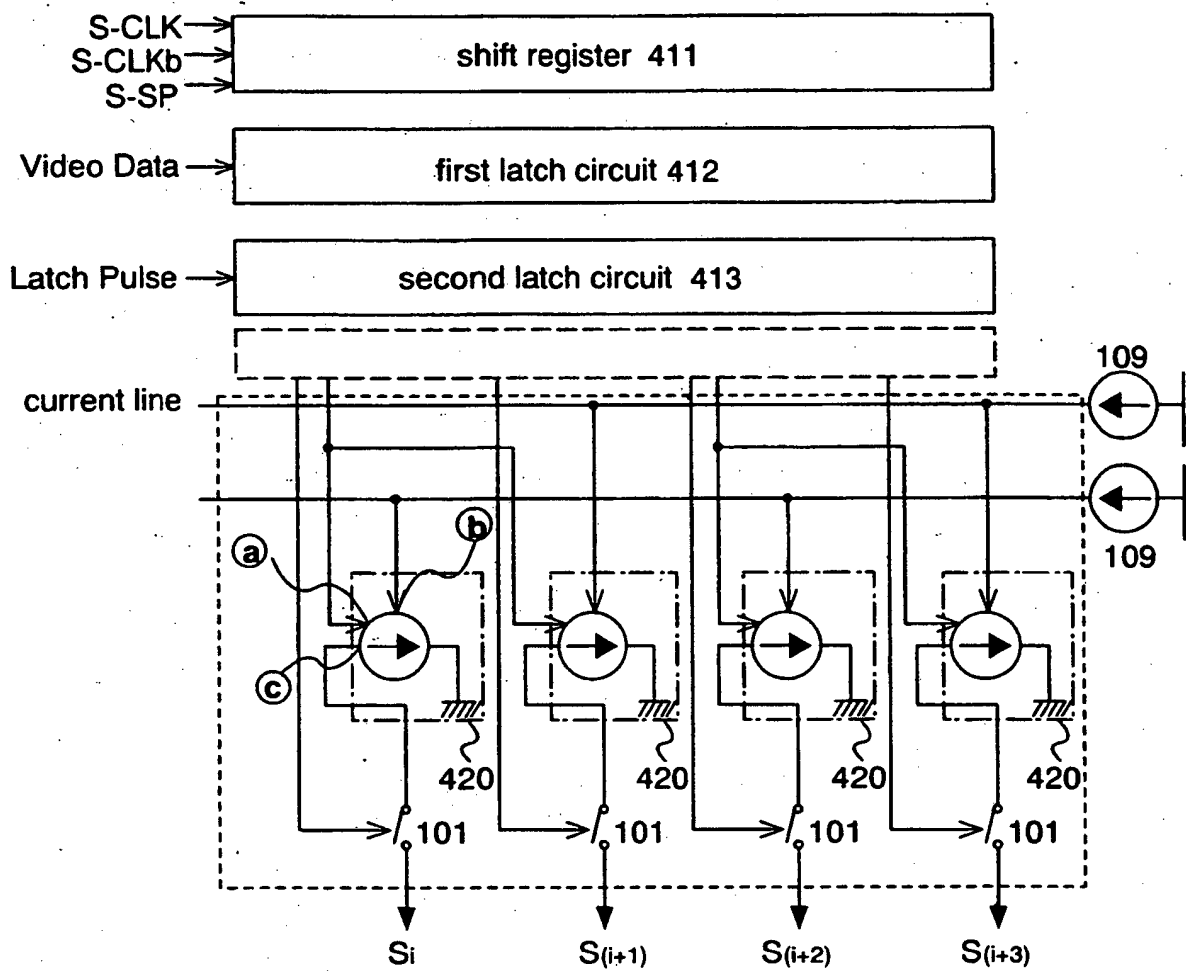 S-CLK
S-CLKb
S-SP
shift register 411
Video Data
first latch circuit 412
Latch Pulse
second latch circuit 413
109
current line
109
a
b
c
420
420
420
420
101
101
101
101
Si
S(i+1)
S(i+2)
S(i+3)